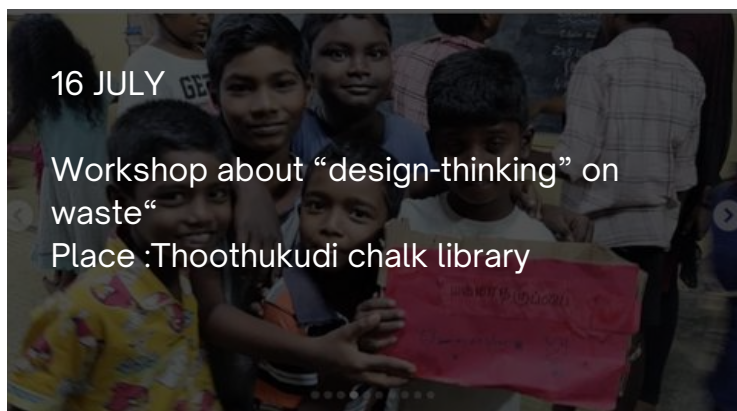 16 JULY
Workshop about “design-thinking” on
waste“
Place :Thoothukudi chalk library